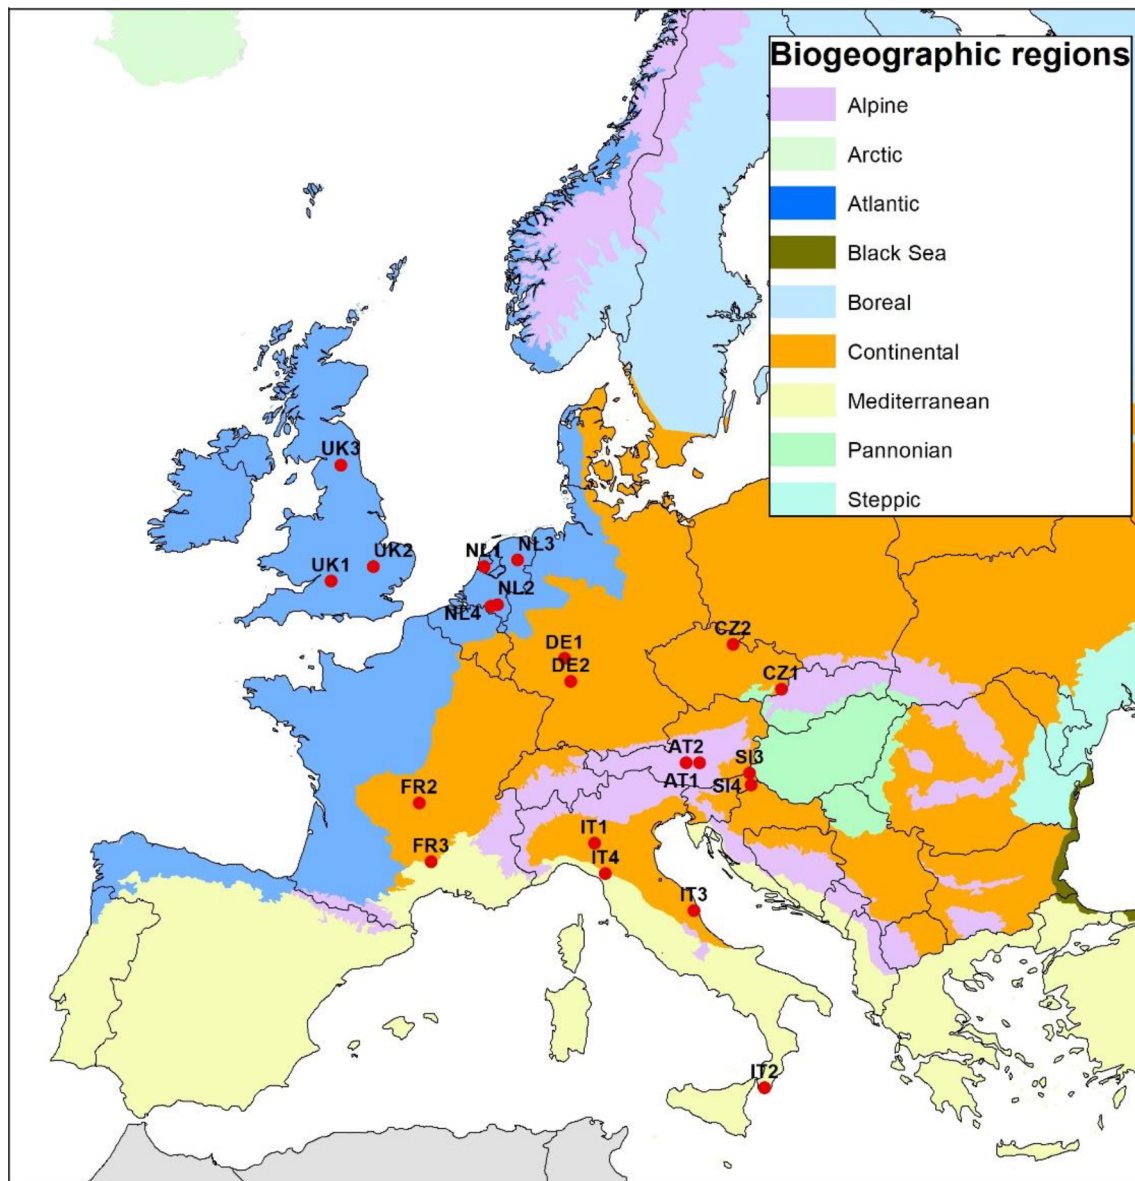 Biogeographic regions
Alpine
Arctic
Atlantic
Black Sea
Boreal
Continental
Mediterranean
Pannonian
Steppic
UK3
UK1
UK2
NL1
NL3
NL2
NL4
DE1
DE2
CZ2
CZ1
AT2
AT1
SI3
SI4
FR2
FR3
IT1
IT4
IT3
IT2